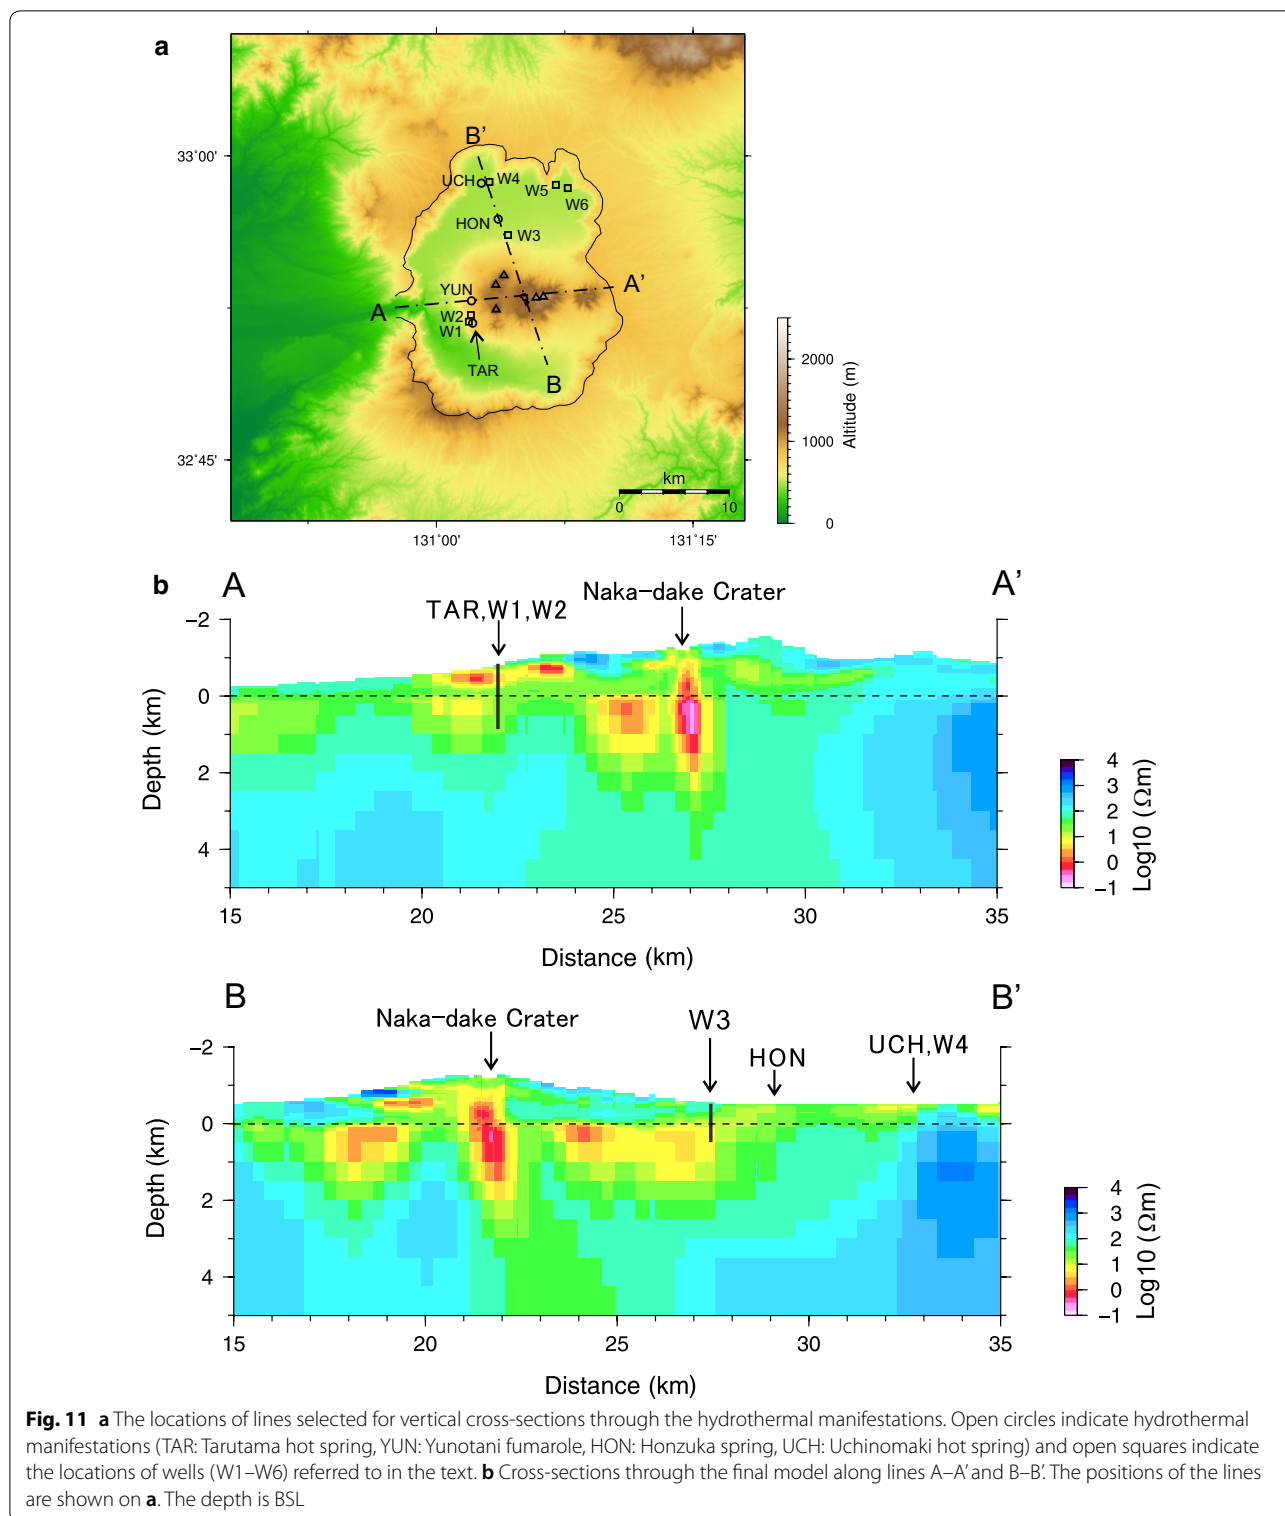 a
B'
33°00'
UCH
W4
W5
W6
HON
W3
YUN
A'
A
W2
W1
TAR
B
2000
1000
0
Altitude (m)
32°45'
km
0
10
131°00'
131°15'
b
A
A'
Naka-dake Crater
TAR,W1,W2
−2
0
2
4
Depth (km)
15
20
25
30
35
Distance (km)
4
3
2
1
0
−1
Log10 (Ωm)
B
B'
Naka-dake Crater
W3
HON
UCH,W4
−2
0
2
4
Depth (km)
15
20
25
30
35
Distance (km)
4
3
2
1
0
−1
Log10 (Ωm)
Fig. 11 a The locations of lines selected for vertical cross-sections through the hydrothermal manifestations. Open circles indicate hydrothermal
manifestations (TAR: Tarutama hot spring, YUN: Yunotani fumarole, HON: Honzuka spring, UCH: Uchinomaki hot spring) and open squares indicate
the locations of wells (W1–W6) referred to in the text. b Cross-sections through the final model along lines A–A' and B–B'. The positions of the lines
are shown on a. The depth is BSL